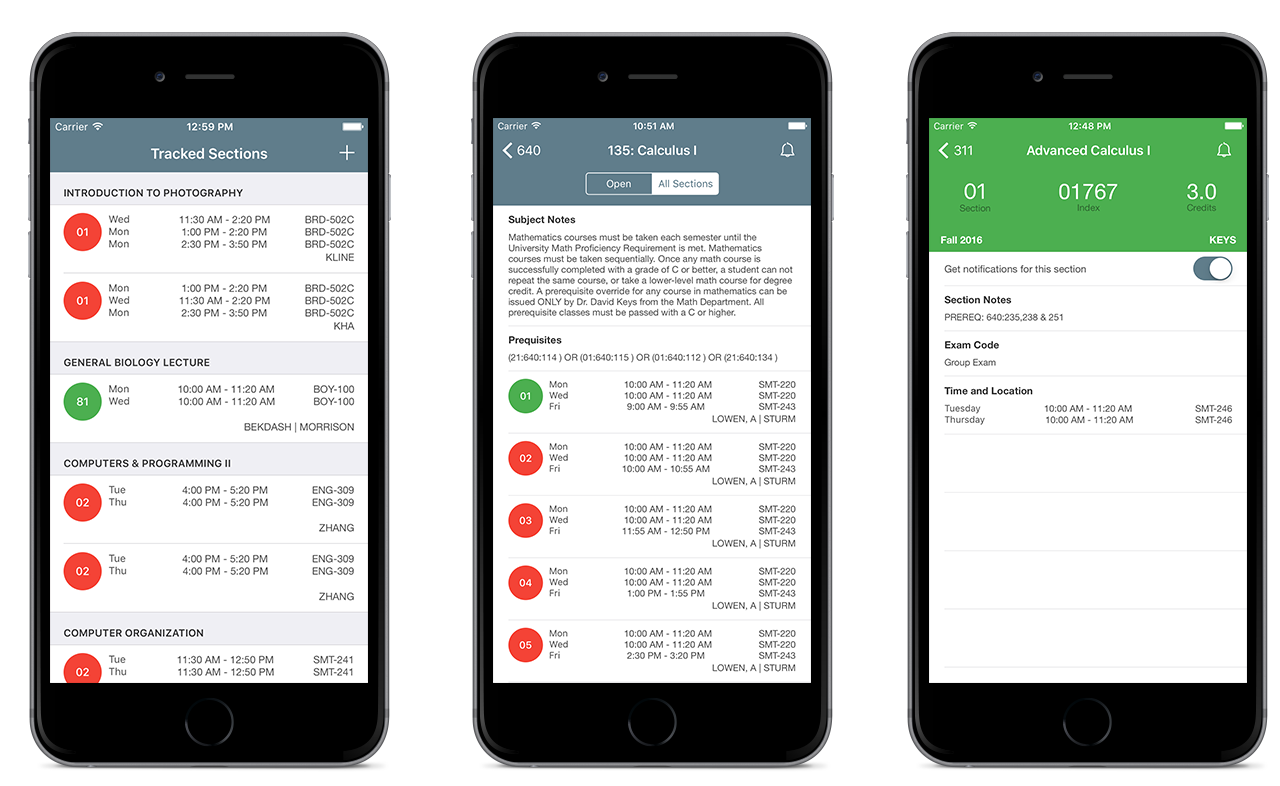 Carrier 12:59 PM
Tracked Sections +
INTRODUCTION TO PHOTOGRAPHY
01 Wed 11:30 AM - 2:20 PM BRD-502C
Mon 1:00 PM - 2:20 PM BRD-502C
Mon 2:30 PM - 3:50 PM BRD-502C
KLINE
01 Mon 1:00 PM - 2:20 PM BRD-502C
Wed 11:30 AM - 2:20 PM BRD-502C
Mon 2:30 PM - 3:50 PM BRD-502C
KHA
GENERAL BIOLOGY LECTURE
81 Mon 10:00 AM - 11:20 AM BOY-100
Wed 10:00 AM - 11:20 AM BOY-100
BEKDASH | MORRISON
COMPUTERS & PROGRAMMING II
02 Tue 4:00 PM - 5:20 PM ENG-309
Thu 4:00 PM - 5:20 PM ENG-309
ZHANG
02 Tue 4:00 PM - 5:20 PM ENG-309
Thu 4:00 PM - 5:20 PM ENG-309
ZHANG
COMPUTER ORGANIZATION
02 Tue 11:30 AM - 12:50 PM SMT-241
Thu 11:30 AM - 12:50 PM SMT-241
Carrier 10:51 AM
640 135: Calculus I
Open All Sections
Subject Notes
Mathematics courses must be taken each semester until the
University Math Proficiency Requirement is met. Mathematics
courses must be taken sequentially. Once any math course is
successfully completed with a grade of C or better, a student can not
repeat the same course, or take a lower-level math course for degree
credit. A prerequisite override for any course in mathematics can be
issued ONLY by Dr. David Keys from the Math Department. All
prerequisite classes must be passed with a C or higher.
Prequisites
(21:640:114 ) OR (01:640:115 ) OR (01:640:112 ) OR (21:640:134 )
01 Mon 10:00 AM - 11:20 AM SMT-220
Wed 10:00 AM - 11:20 AM SMT-220
Fri 9:00 AM - 9:55 AM SMT-243
LOWEN, A | STURM
02 Mon 10:00 AM - 11:20 AM SMT-220
Wed 10:00 AM - 11:20 AM SMT-220
Fri 10:00 AM - 10:55 AM SMT-243
LOWEN, A | STURM
03 Mon 10:00 AM - 11:20 AM SMT-220
Wed 10:00 AM - 11:20 AM SMT-220
Fri 11:55 AM - 12:50 PM SMT-243
LOWEN, A | STURM
04 Mon 10:00 AM - 11:20 AM SMT-220
Wed 10:00 AM - 11:20 AM SMT-220
Fri 1:00 PM - 1:55 PM SMT-243
LOWEN, A | STURM
05 Mon 10:00 AM - 11:20 AM SMT-220
Wed 10:00 AM - 11:20 AM SMT-220
Fri 2:30 PM - 3:20 PM SMT-243
LOWEN, A | STURM
Carrier 12:48 PM
311 Advanced Calculus I
01 01767 3.0
Section Index Credits
Fall 2016 KEYS
Get notifications for this section
Section Notes
PREREQ: 640:235,238 & 251
Exam Code
Group Exam
Time and Location
Tuesday 10:00 AM - 11:20 AM SMT-246
Thursday 10:00 AM - 11:20 AM SMT-246